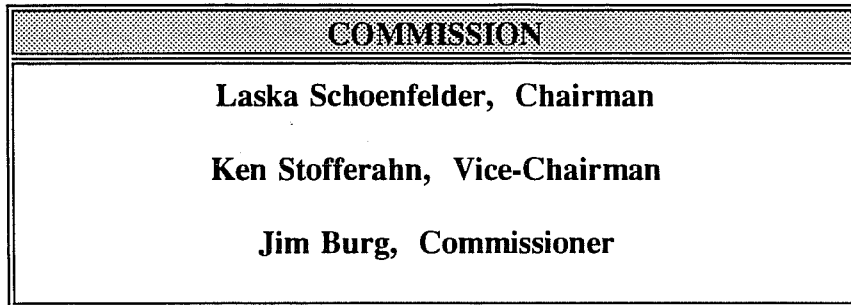 COMMISSION
Laska Schoenfelder, Chairman
Ken Stofferahn, Vice-Chairman
Jim Burg, Commissioner